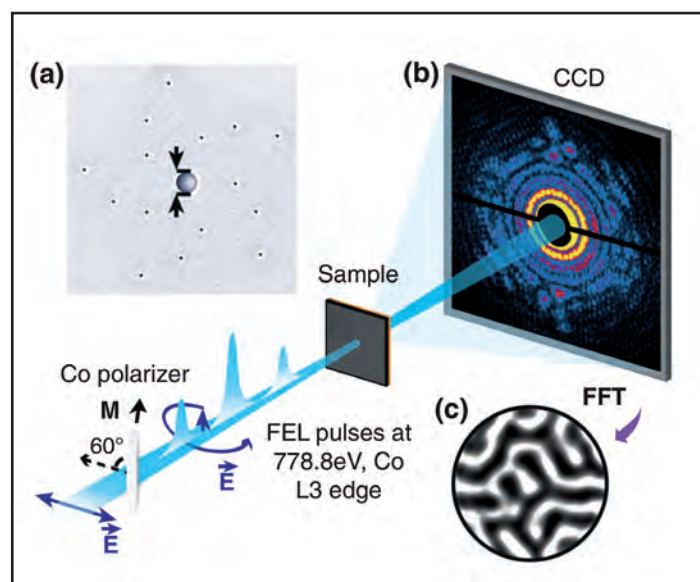 (a)
(b)
CCD
Sample
Co polarizer
M
60°
E
E
FEL pulses at
778.8eV, Co
L3 edge
FFT
(c)